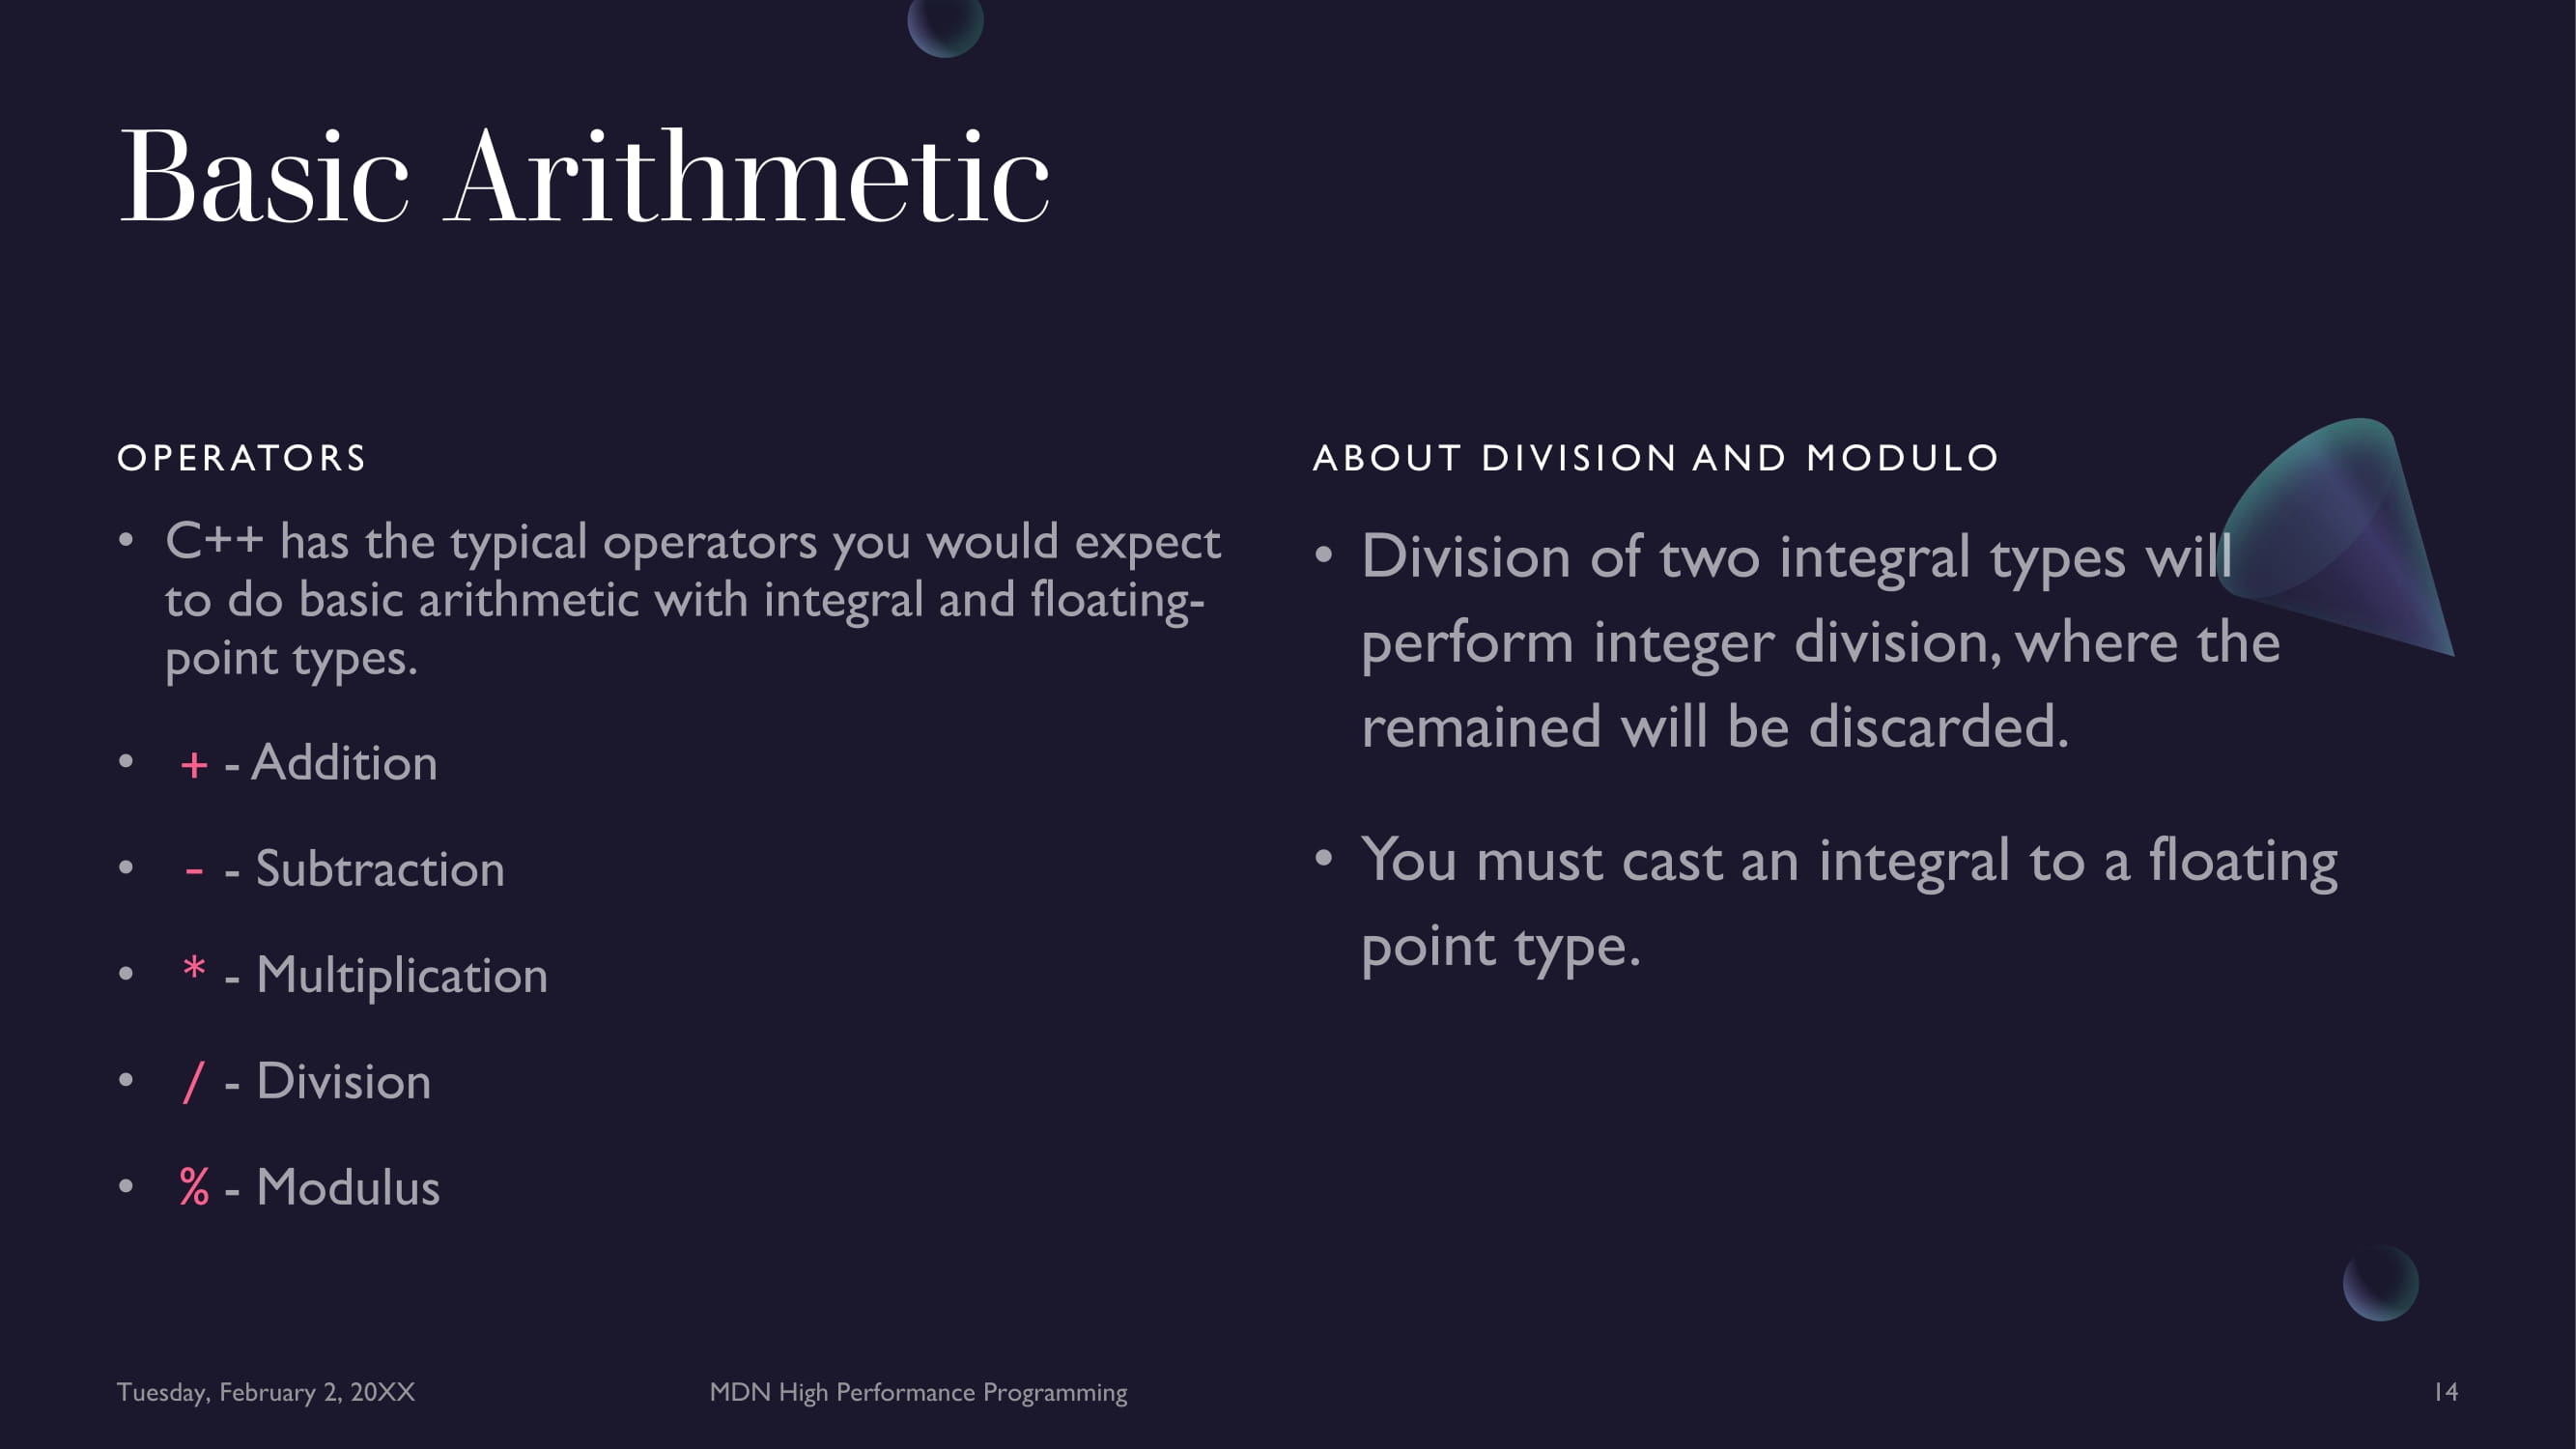 Basic Arithmetic
OPERATORS
• C++ has the typical operators you would expect
to do basic arithmetic with integral and floating-
point types.
• + - Addition
• - - Subtraction
• * - Multiplication
• / - Division
• % - Modulus
ABOUT DIVISION AND MODULO
• Division of two integral types will
perform integer division, where the
remained will be discarded.
• You must cast an integral to a floating
point type.
Tuesday, February 2, 20XX
MDN High Performance Programming
14